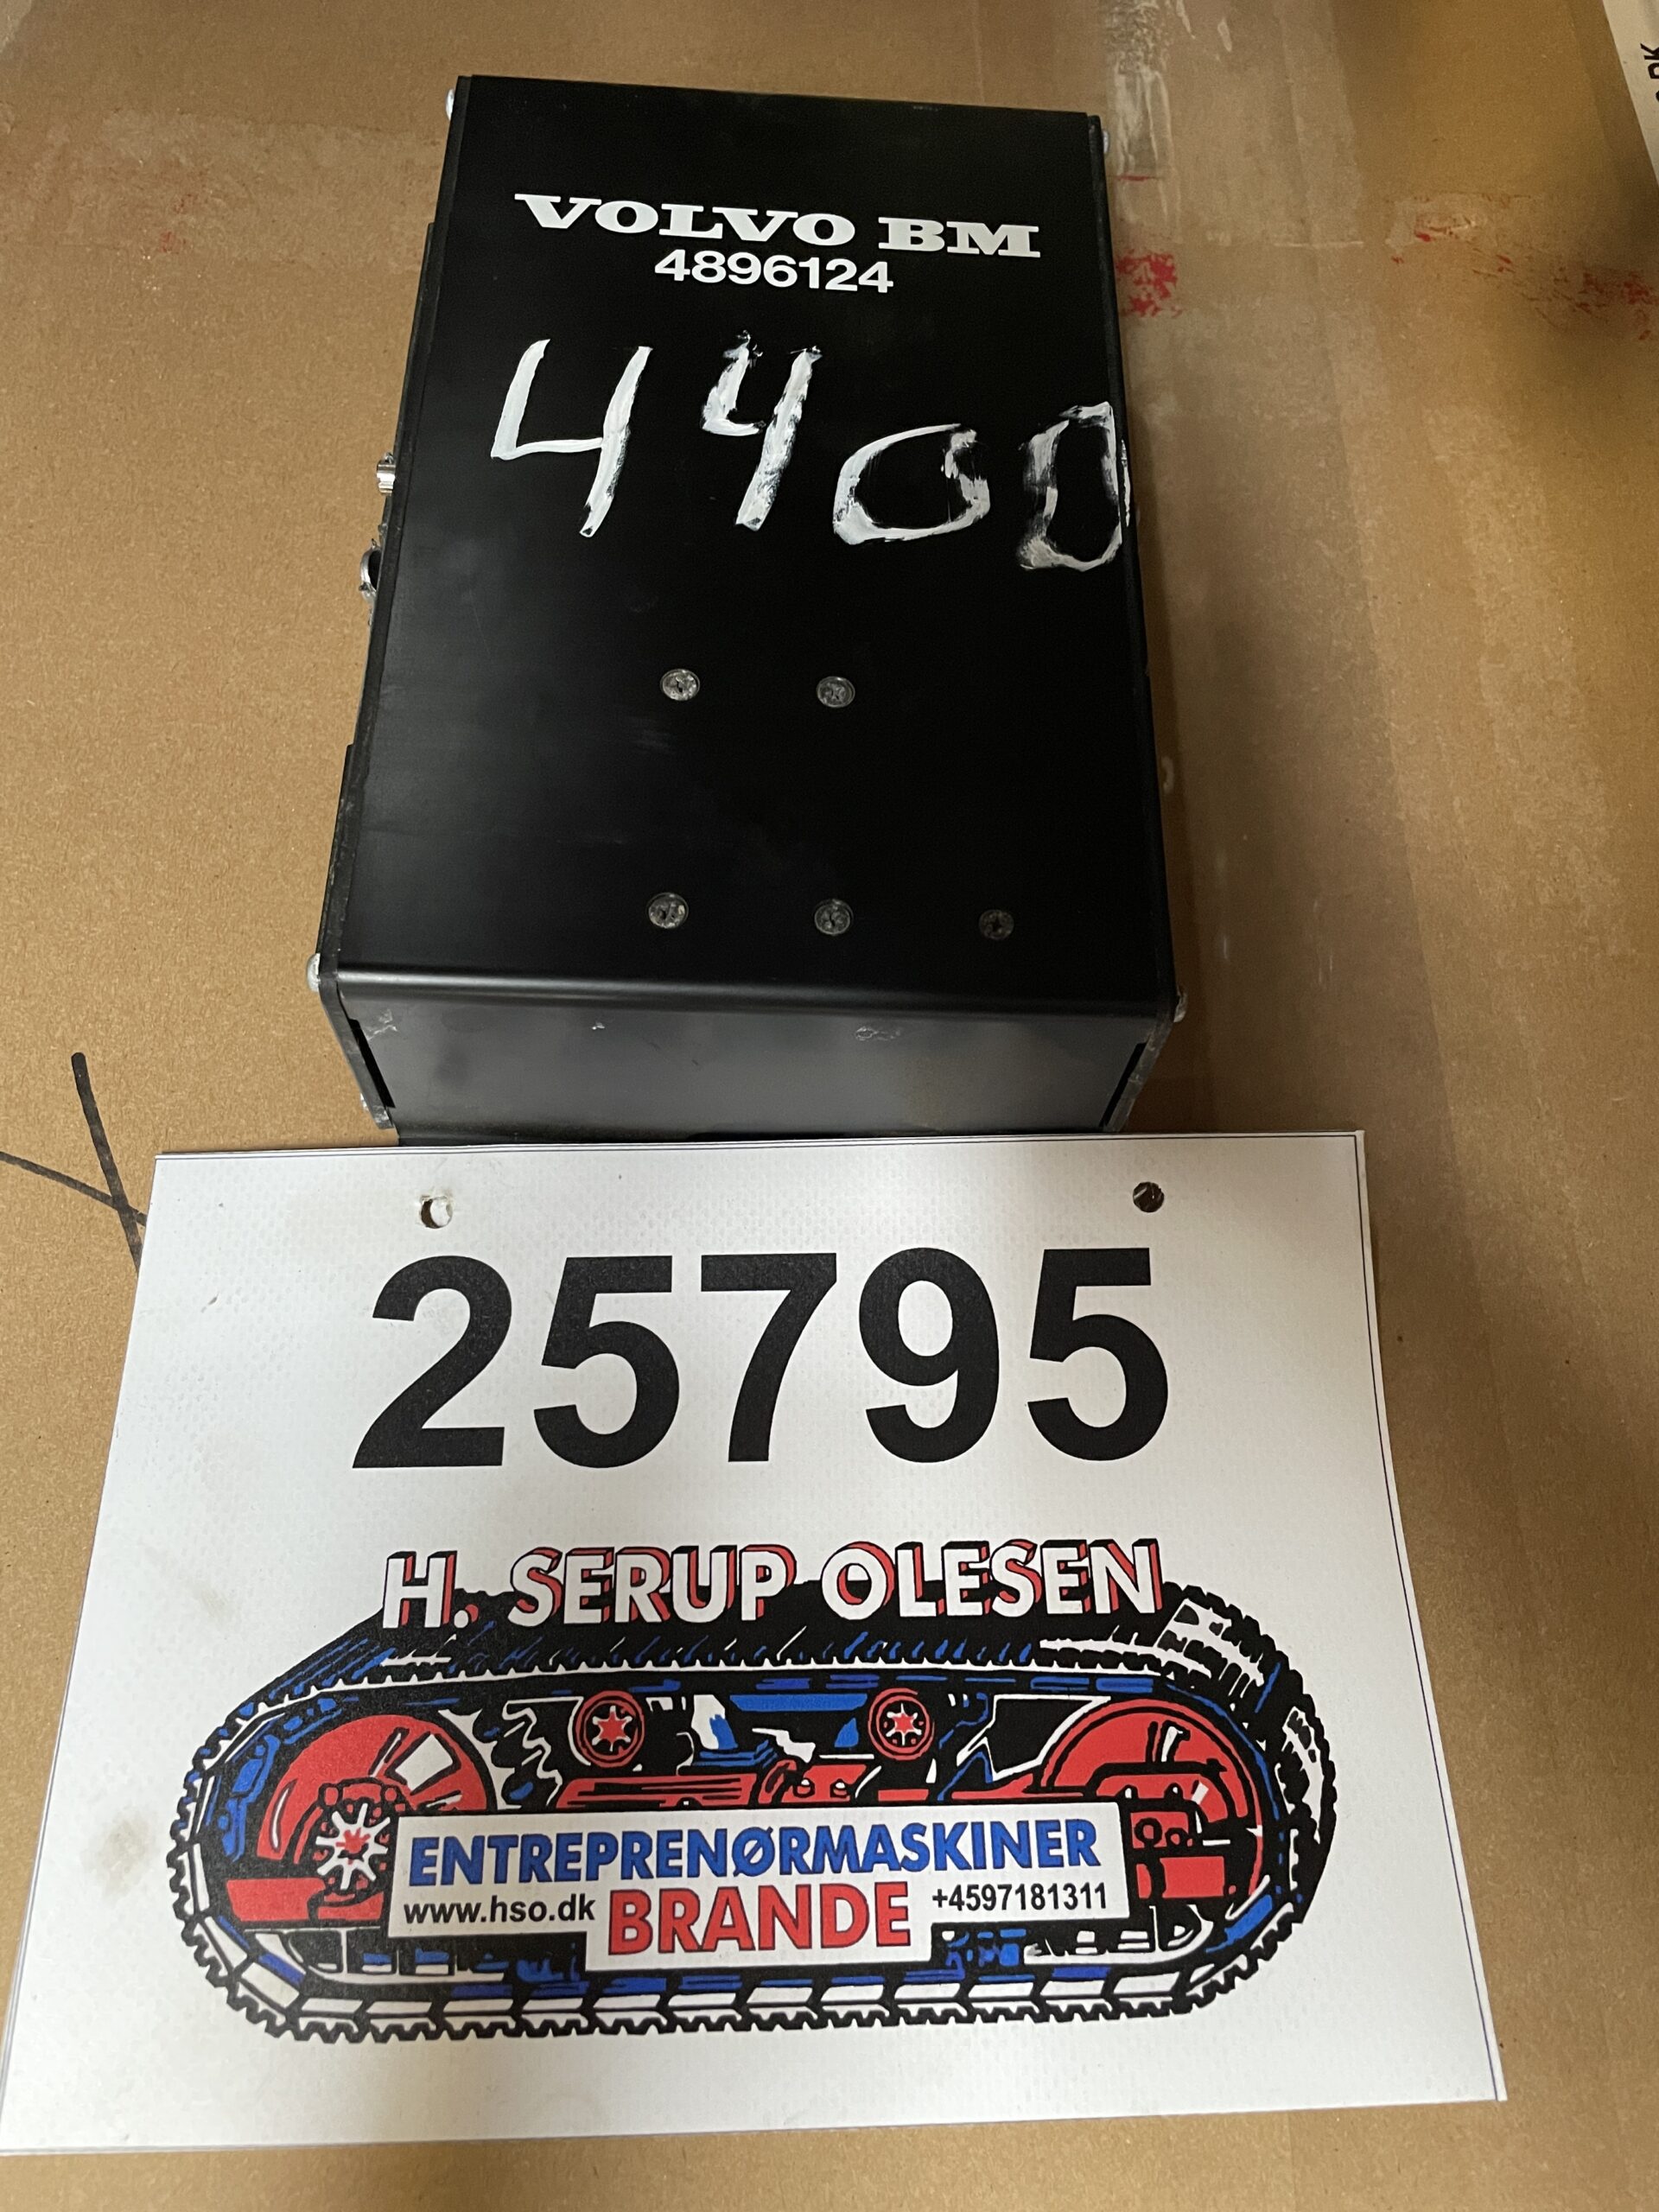 VOLVO BM
4896124
4400
25795
H. SERUP OLESEN
ENTREPRENØRMASKINER
www.hso.dk BRANDE +4597181311